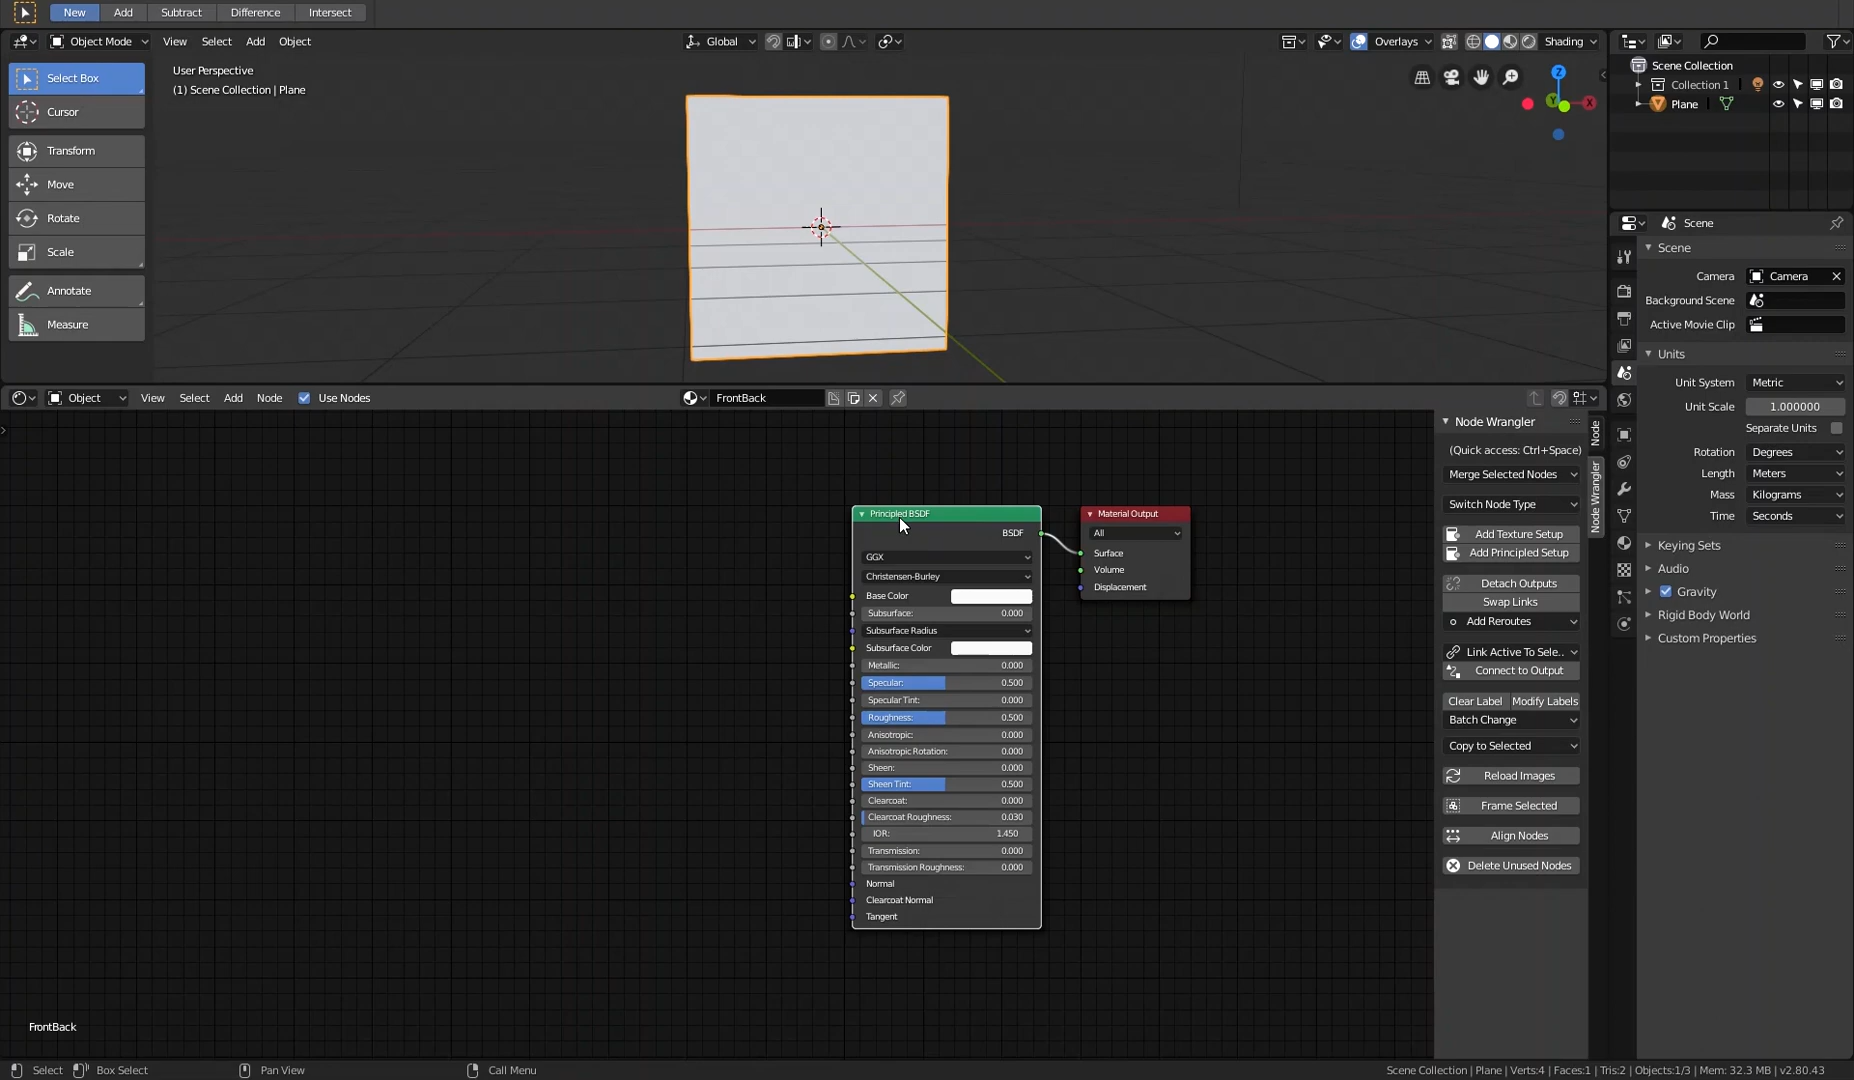 New Add Subtract Difference Intersect
Object Mode View Select Add Object Global Overlays Shading
Select Box
Cursor
Transform
Move
Rotate
Scale
Annotate
Measure
User Perspective
(1) Scene Collection | Plane
Z
Y
X
Scene Collection
Collection 1
Plane
Scene
Scene
Camera Camera
Background Scene
Active Movie Clip
Units
Unit System Metric
Unit Scale 1.000000
Separate Units
Rotation Degrees
Length Meters
Mass Kilograms
Time Seconds
Keying Sets
Audio
Gravity
Rigid Body World
Custom Properties
Object View Select Add Node Use Nodes FrontBack
Principled BSDF
BSDF
GGX
Christensen-Burley
Base Color
Subsurface: 0.000
Subsurface Radius
Subsurface Color
Metallic: 0.000
Specular: 0.500
Specular Tint: 0.000
Roughness: 0.500
Anisotropic: 0.000
Anisotropic Rotation: 0.000
Sheen: 0.000
Sheen Tint: 0.500
Clearcoat: 0.000
Clearcoat Roughness: 0.030
IOR: 1.450
Transmission: 0.000
Transmission Roughness: 0.000
Normal
Clearcoat Normal
Tangent
Material Output
All
Surface
Volume
Displacement
Node Wrangler
(Quick access: Ctrl+Space)
Merge Selected Nodes
Switch Node Type
Add Texture Setup
Add Principled Setup
Detach Outputs
Swap Links
Add Reroutes
Link Active To Sele..
Connect to Output
Clear Label Modify Labels
Batch Change
Copy to Selected
Reload Images
Frame Selected
Align Nodes
Delete Unused Nodes
Node
Node Wrangler
FrontBack
Select Box Select Pan View Call Menu
Scene Collection | Plane | Verts:4 | Faces:1 | Tris:2 | Objects:1/3 | Mem: 32.3 MB | v2.80.43